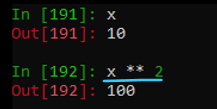 In [191]: x
Out[191]: 10
In [192]: x ** 2
Out[192]: 100